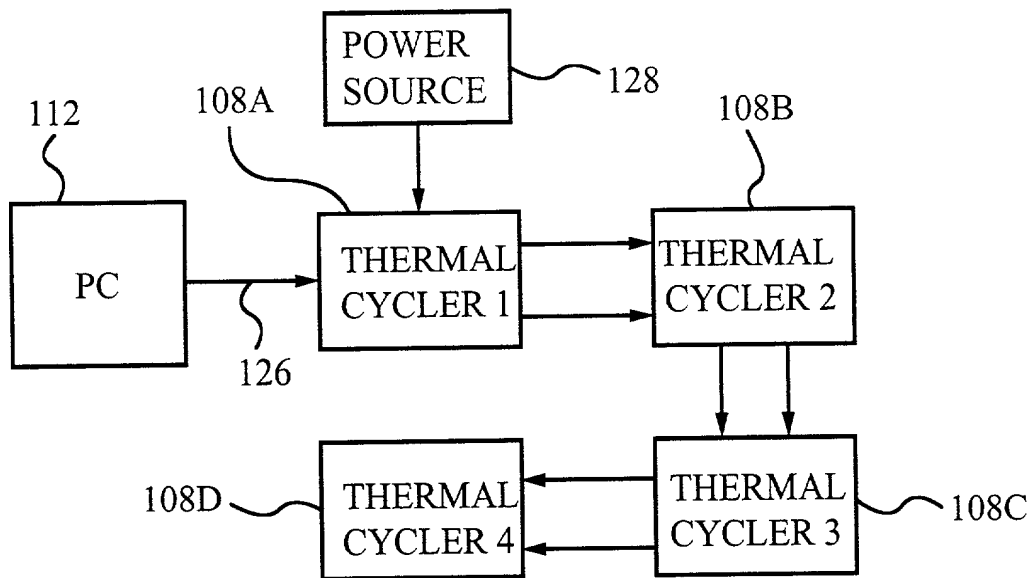 POWER
SOURCE
128
108A
112
108B
PC
THERMAL
CYCLER 1
THERMAL
CYCLER 2
126
108D
THERMAL
CYCLER 4
THERMAL
CYCLER 3
108C